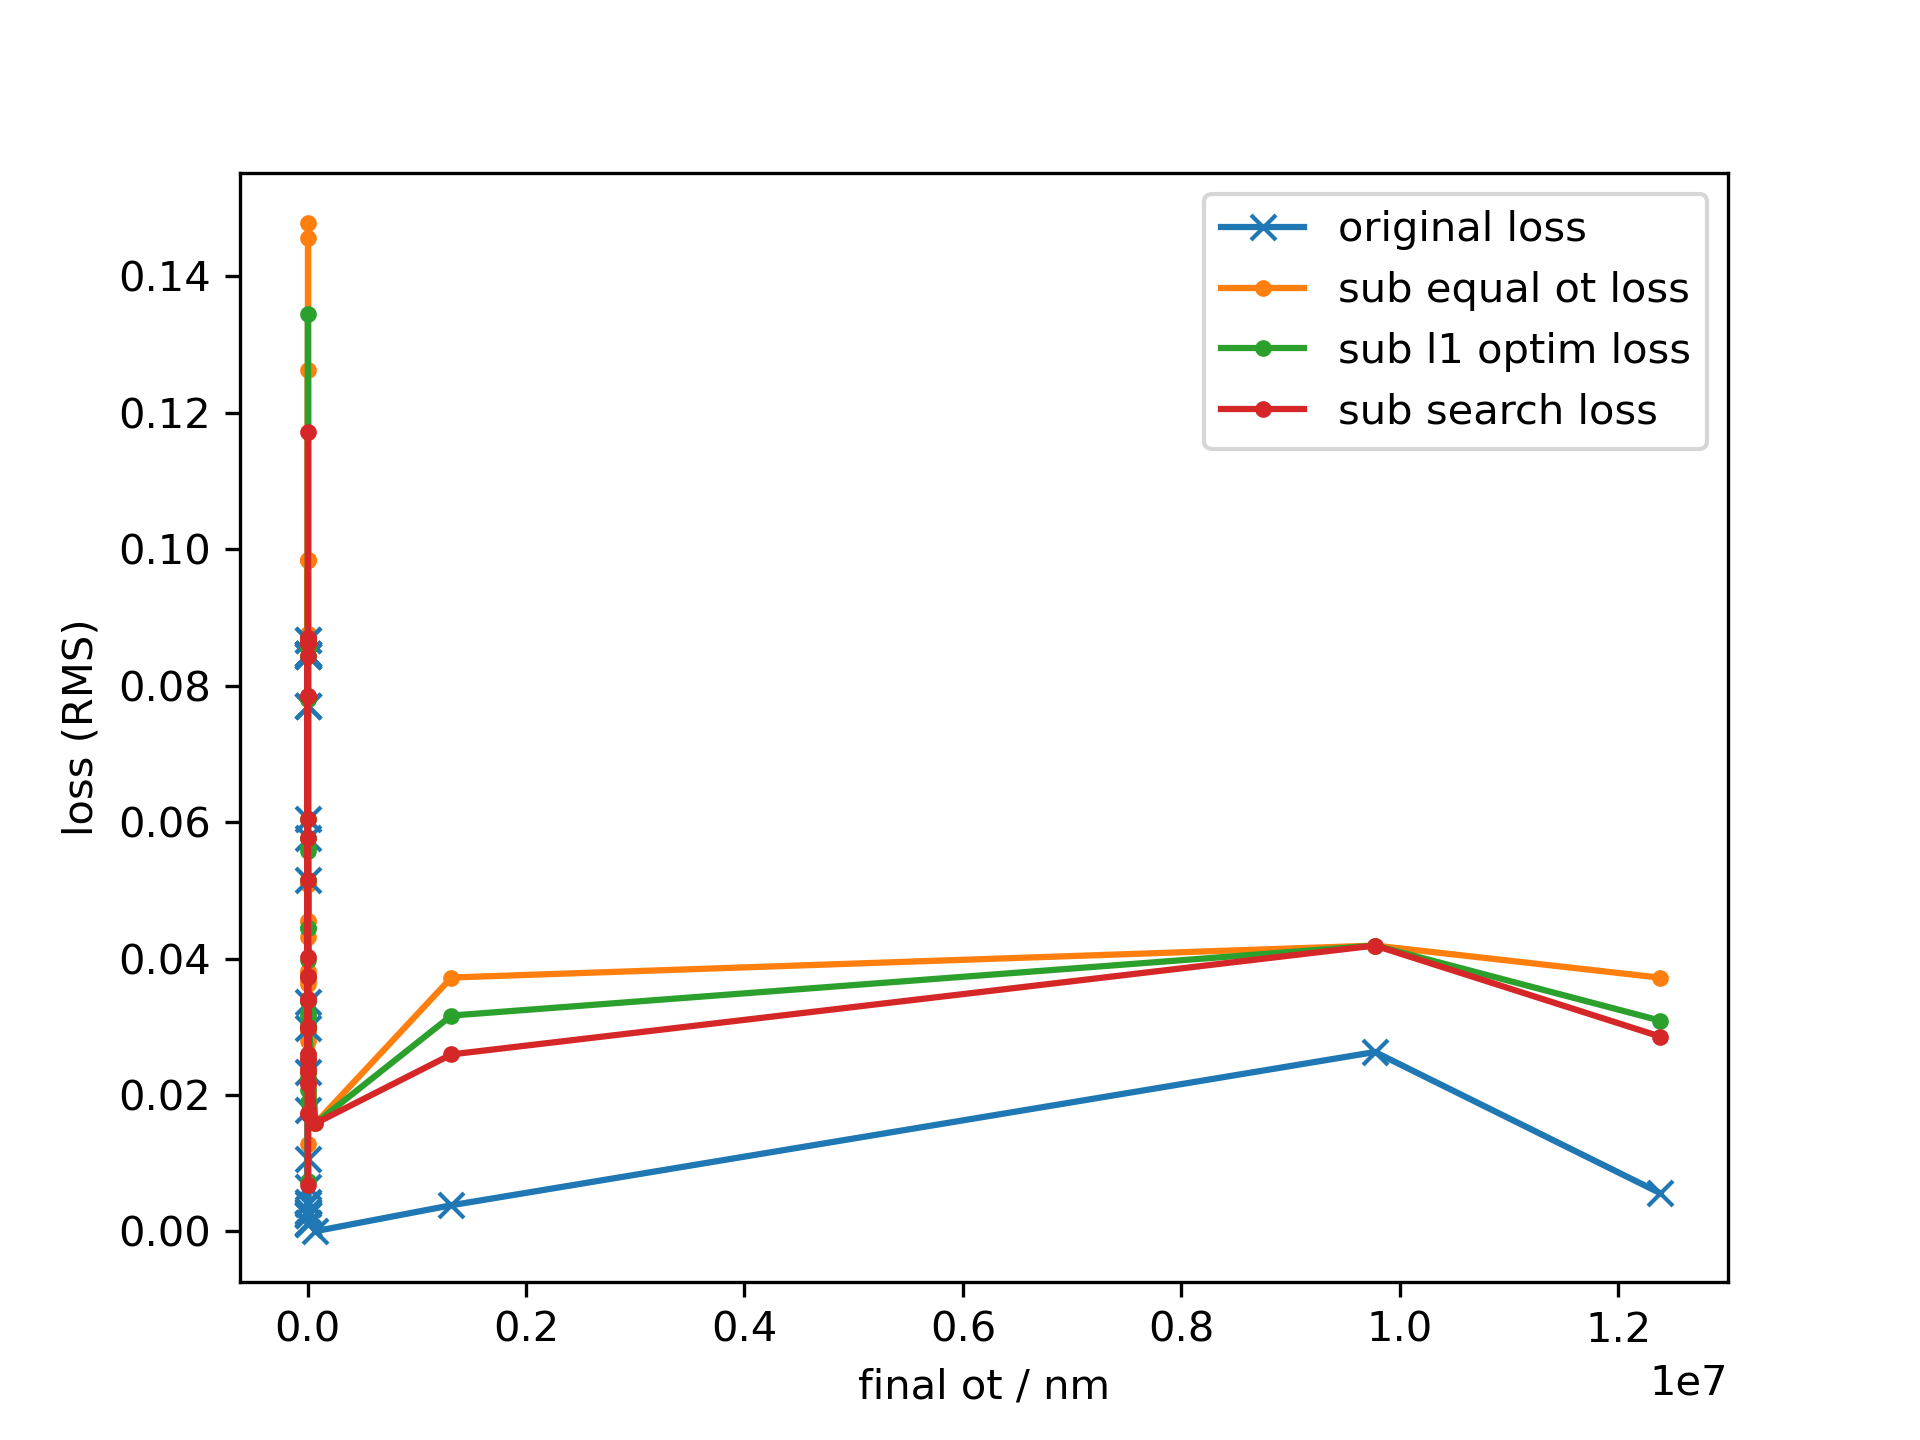 original loss
sub equal ot loss
sub l1 optim loss
sub search loss
0.14
0.12
0.10
0.08
0.06
0.04
0.02
0.00
loss (RMS)
0.0 0.2 0.4 0.6 0.8 1.0 1.2
1e7
final ot / nm